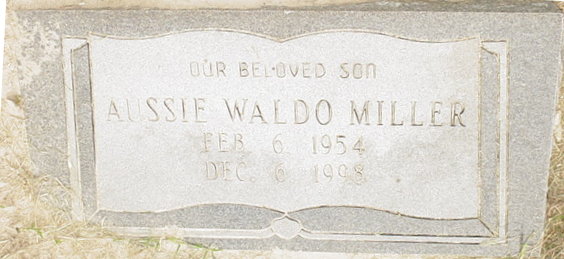 OUR BELOVED SON
AUSSIE WALDO MILLER
FEB. 6 1954
DEC. 6 1998